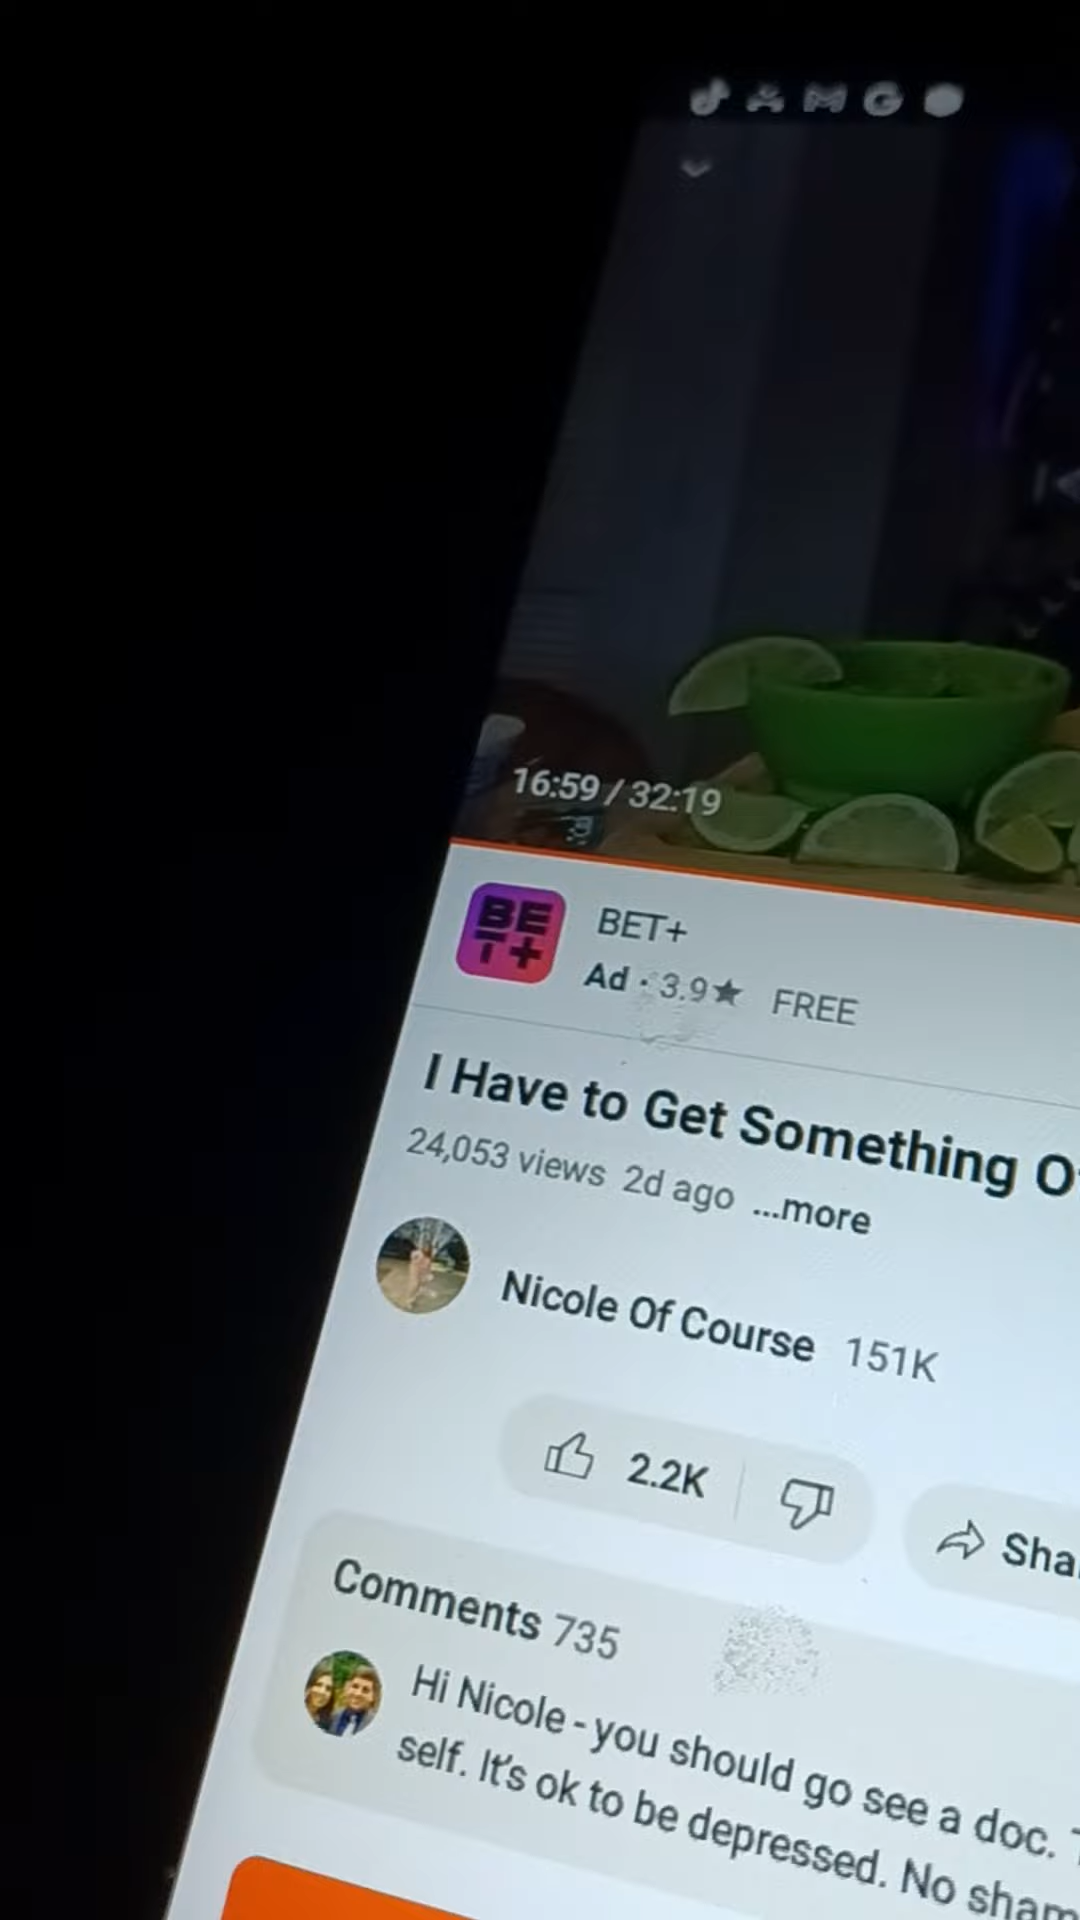 16:59 / 32:19
BE
T+
BET+
Ad · 3.9★ FREE
I Have to Get Something
24,053 views 2d ago ...more
Nicole Of Course 151K
2.2K
Sha
Comments 735
Hi Nicole - you should go see a doc.
self. It's ok to be depressed. No sham